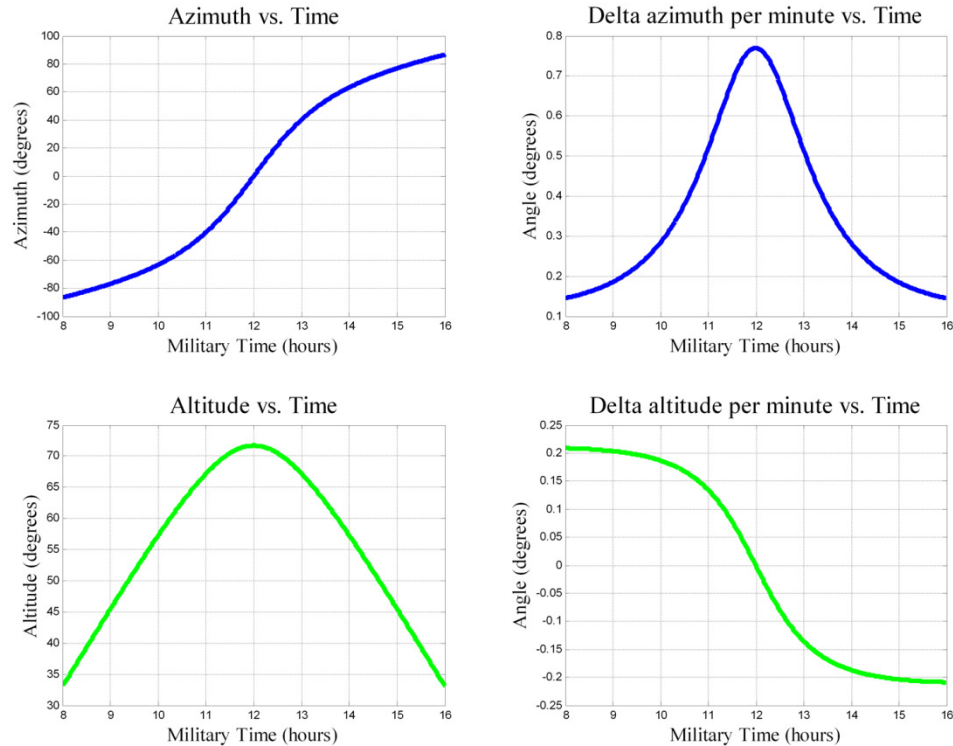 Azimuth vs. Time
100
80
60
40
20
0
-20
-40
-60
-80
-100
Azimuth (degrees)
8 9 10 11 12 13 14 15 16
Military Time (hours)
Delta azimuth per minute vs. Time
0.8
0.7
0.6
0.5
0.4
0.3
0.2
0.1
Angle (degrees)
8 9 10 11 12 13 14 15 16
Military Time (hours)
Altitude vs. Time
75
70
65
60
55
50
45
40
35
30
Altitude (degrees)
8 9 10 11 12 13 14 15 16
Military Time (hours)
Delta altitude per minute vs. Time
0.25
0.2
0.15
0.1
0.05
0
-0.05
-0.1
-0.15
-0.2
-0.25
Angle (degrees)
8 9 10 11 12 13 14 15 16
Military Time (hours)